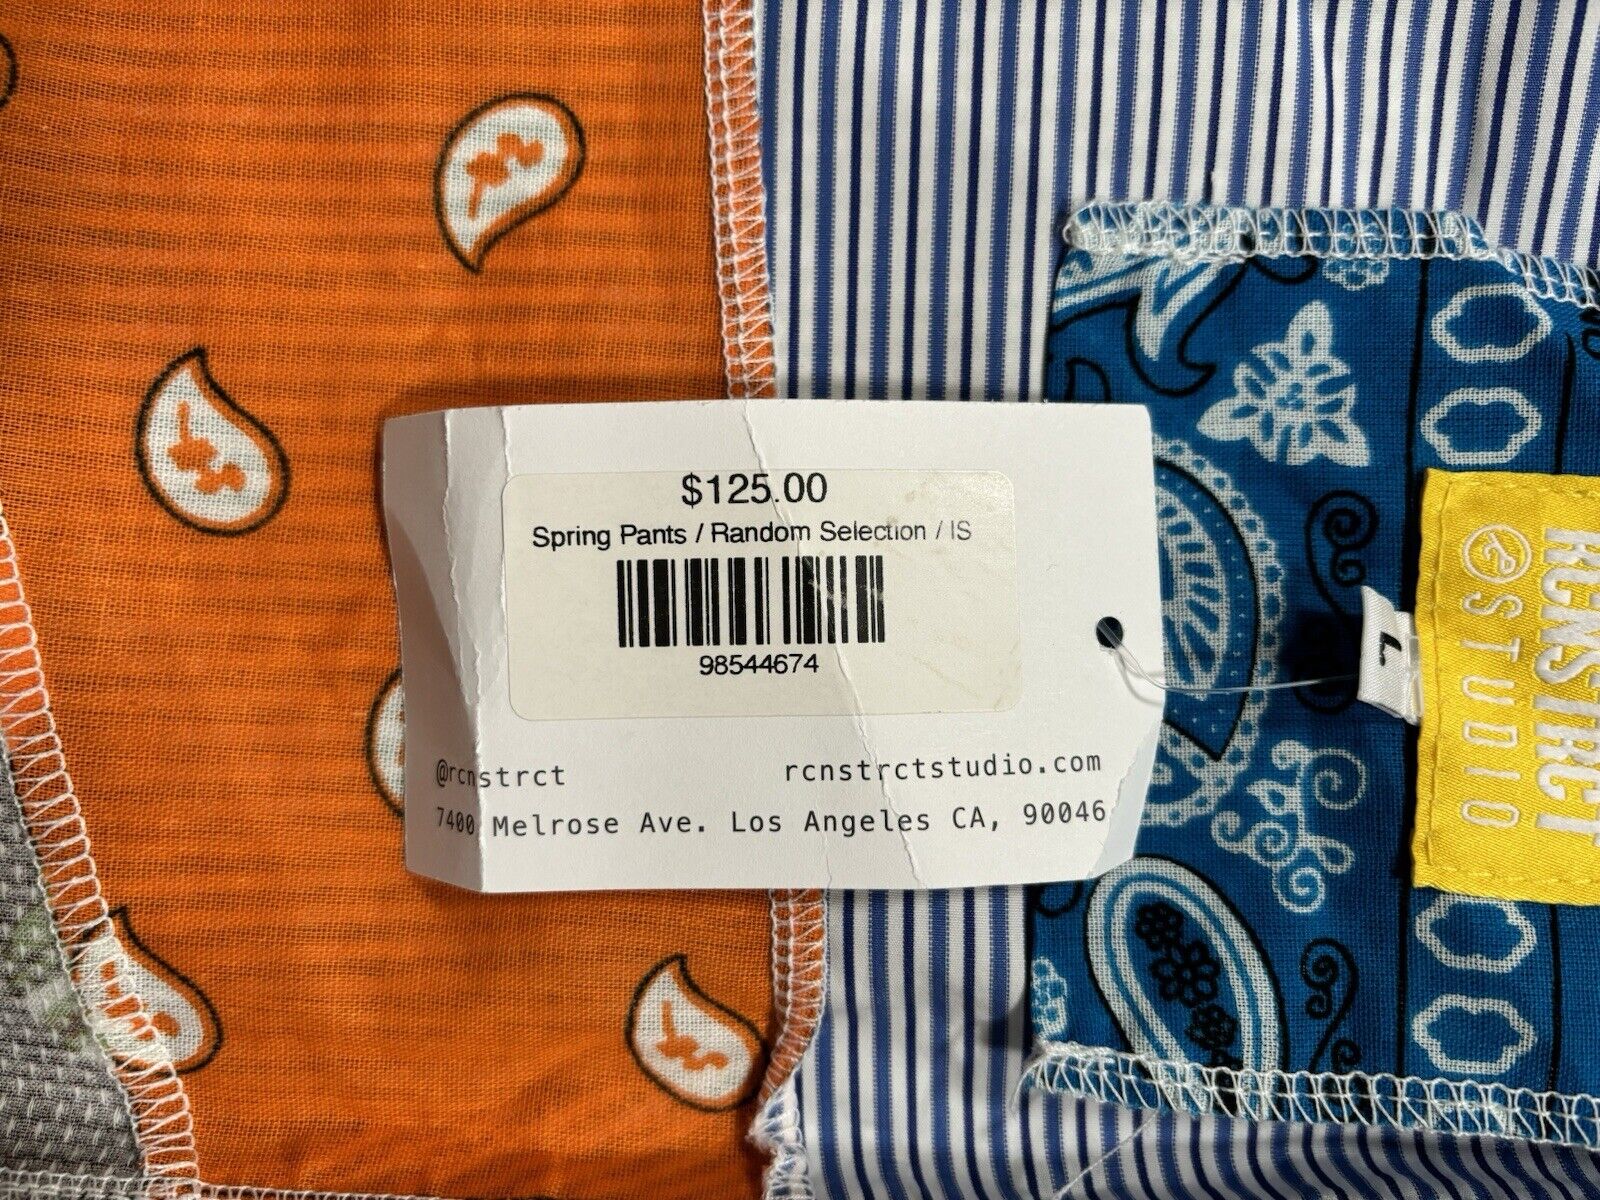 $125.00
Spring Pants / Random Selection / IS
98544674
@rcnstrct rcnstrctstudio.com
7400 Melrose Ave. Los Angeles CA, 90046
L
RCNSTRCT
STUDIO